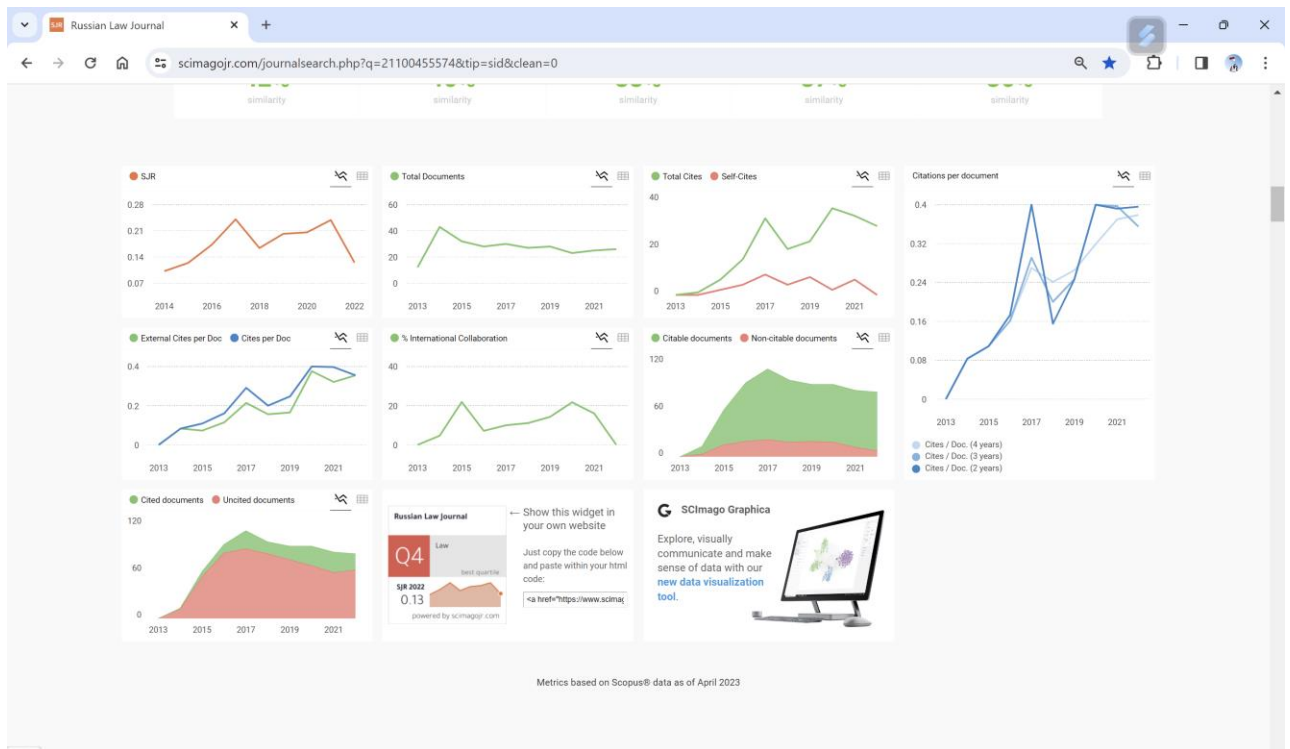 Russian Law Journal
scimagojr.com/journalsearch.php?q=21100455574&tip=sid&clean=0
similarity similarity similarity similarity similarity
SJR
0.28
0.21
0.14
0.07
2014 2016 2018 2020 2022
Total Documents
60
40
20
0
2013 2015 2017 2019 2021
Total Cites Self-Cites
40
20
0
2013 2015 2017 2019 2021
Citations per document
0.4
0.32
0.24
0.16
0.08
0
2013 2015 2017 2019 2021
Cites / Doc. (4 years)
Cites / Doc. (3 years)
Cites / Doc. (2 years)
External Cites per Doc Cites per Doc
0.4
0.2
0
2013 2015 2017 2019 2021
% International Collaboration
40
20
0
2013 2015 2017 2019 2021
Citable documents Non-citable documents
120
60
0
2013 2015 2017 2019 2021
Cited documents Uncited documents
120
60
0
2013 2015 2017 2019 2021
Russian Law Journal
Q4 Law
best quartile
SJR 2022
0.13
powered by scimagojr.com
← Show this widget in
your own website
Just copy the code below
and paste within your html
code:
<a href="https://www.scimag
SCImago Graphica
Explore, visually
communicate and make
sense of data with our
new data visualization
tool.
Metrics based on Scopus® data as of April 2023